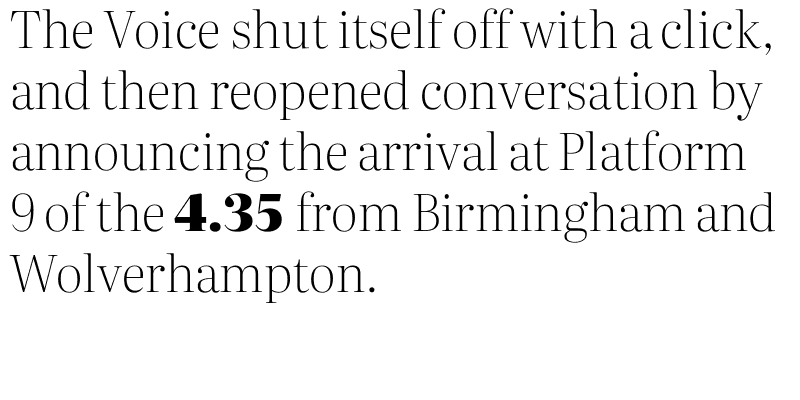 The Voice shut itself off with a click,
and then reopened conversation by
announcing the arrival at Platform
9 of the 4.35 from Birmingham and
Wolverhampton.